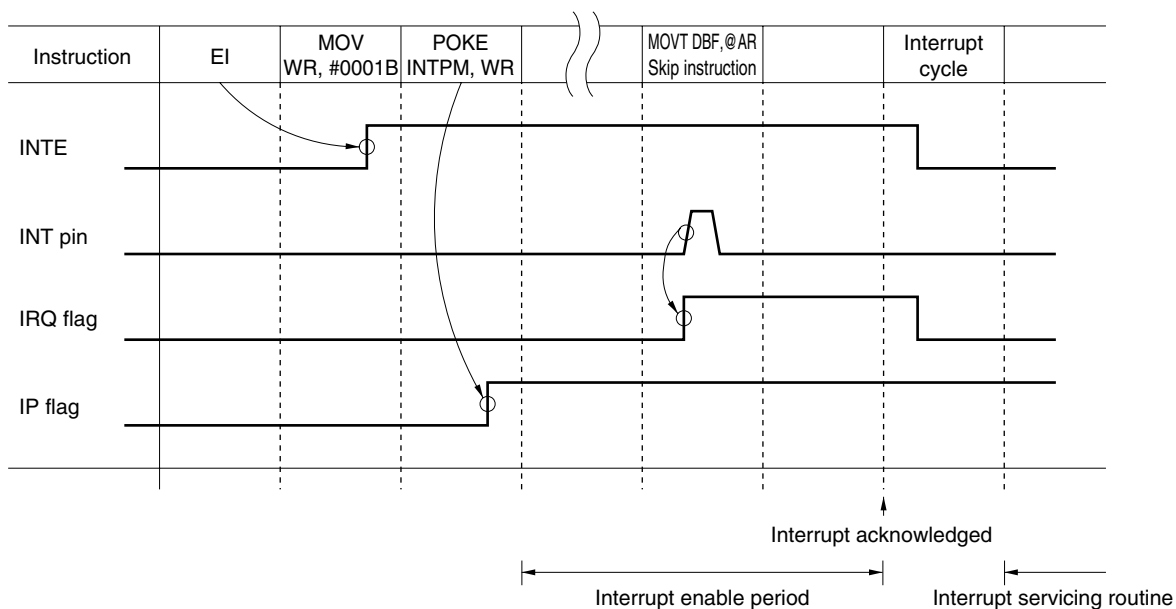 Instruction
EI
MOV
WR, #0001B
POKE
INTPM, WR
MOVT DBF, @AR
Skip instruction
Interrupt
cycle
INTE
INT pin
IRQ flag
IP flag
Interrupt acknowledged
Interrupt enable period
Interrupt servicing routine